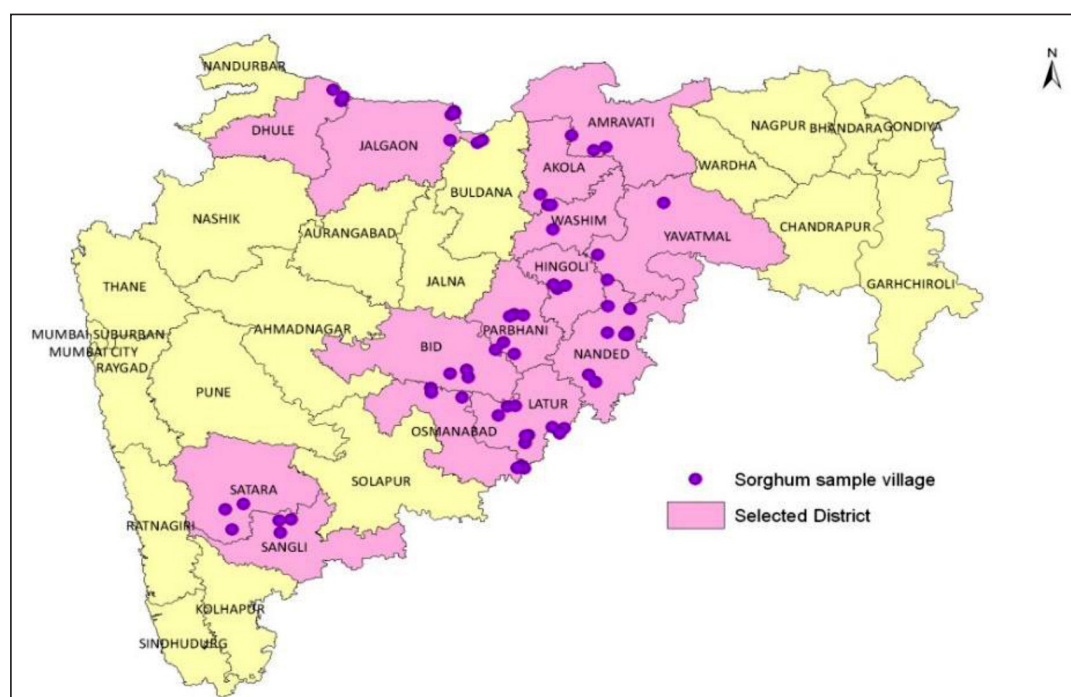 N
NANDURBAR
DHULE
JALGAON
AMRAVATI
NAGPUR
BHANDARA
GONDIYA
AKOLA
WARDHA
BULDANA
NASHIK
WASHIM
YAVATMAL
CHANDRAPUR
AURANGABAD
HINGOLI
JALNA
GARHCHIROLI
THANE
AHMADNAGAR
PARBHANI
MUMBAI SUBURBAN
MUMBAI CITY
RAYGAD
BID
NANDED
PUNE
LATUR
OSMANABAD
SOLAPUR
Sorghum sample village
SATARA
Selected District
RATNAGIRI
SANGLI
KOLHAPUR
SINDHUDURG